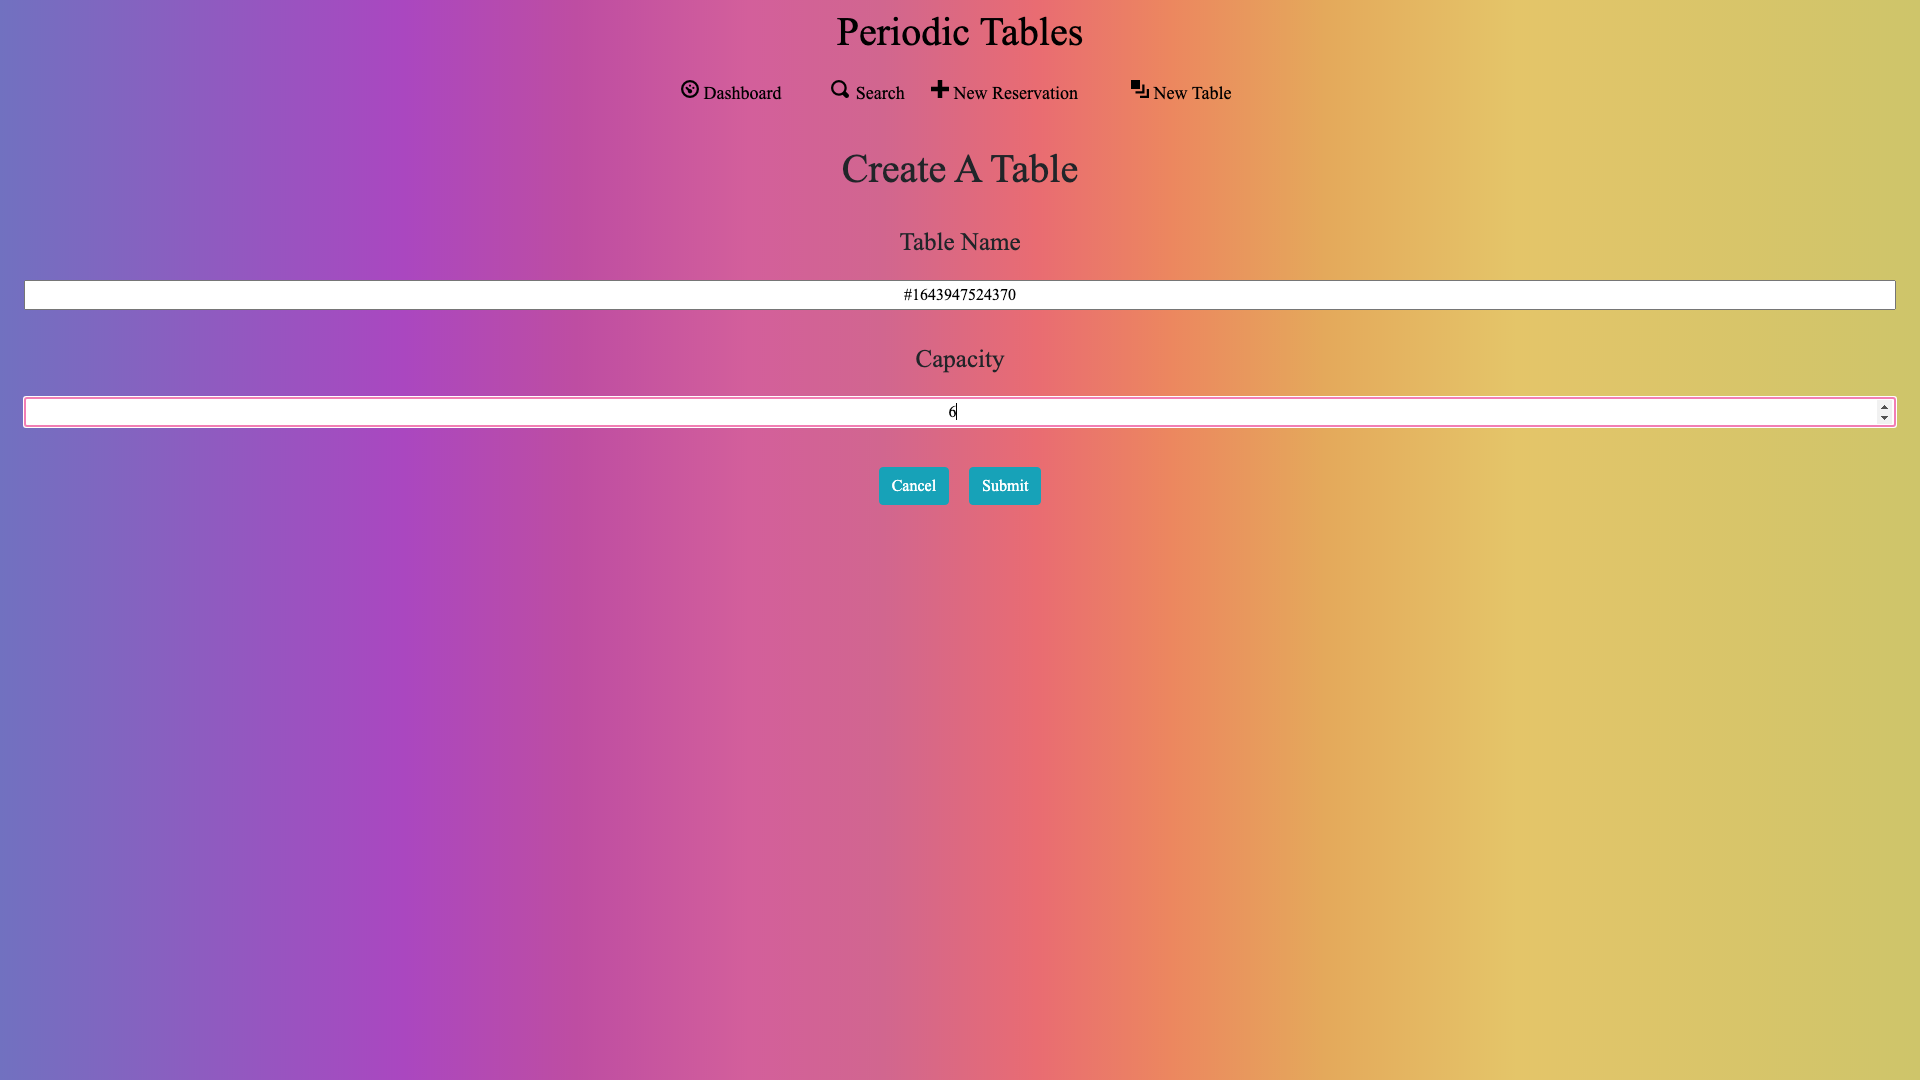 Periodic Tables
Dashboard Search New Reservation New Table
Create A Table
Table Name
#1643947524370
Capacity
6
Cancel Submit